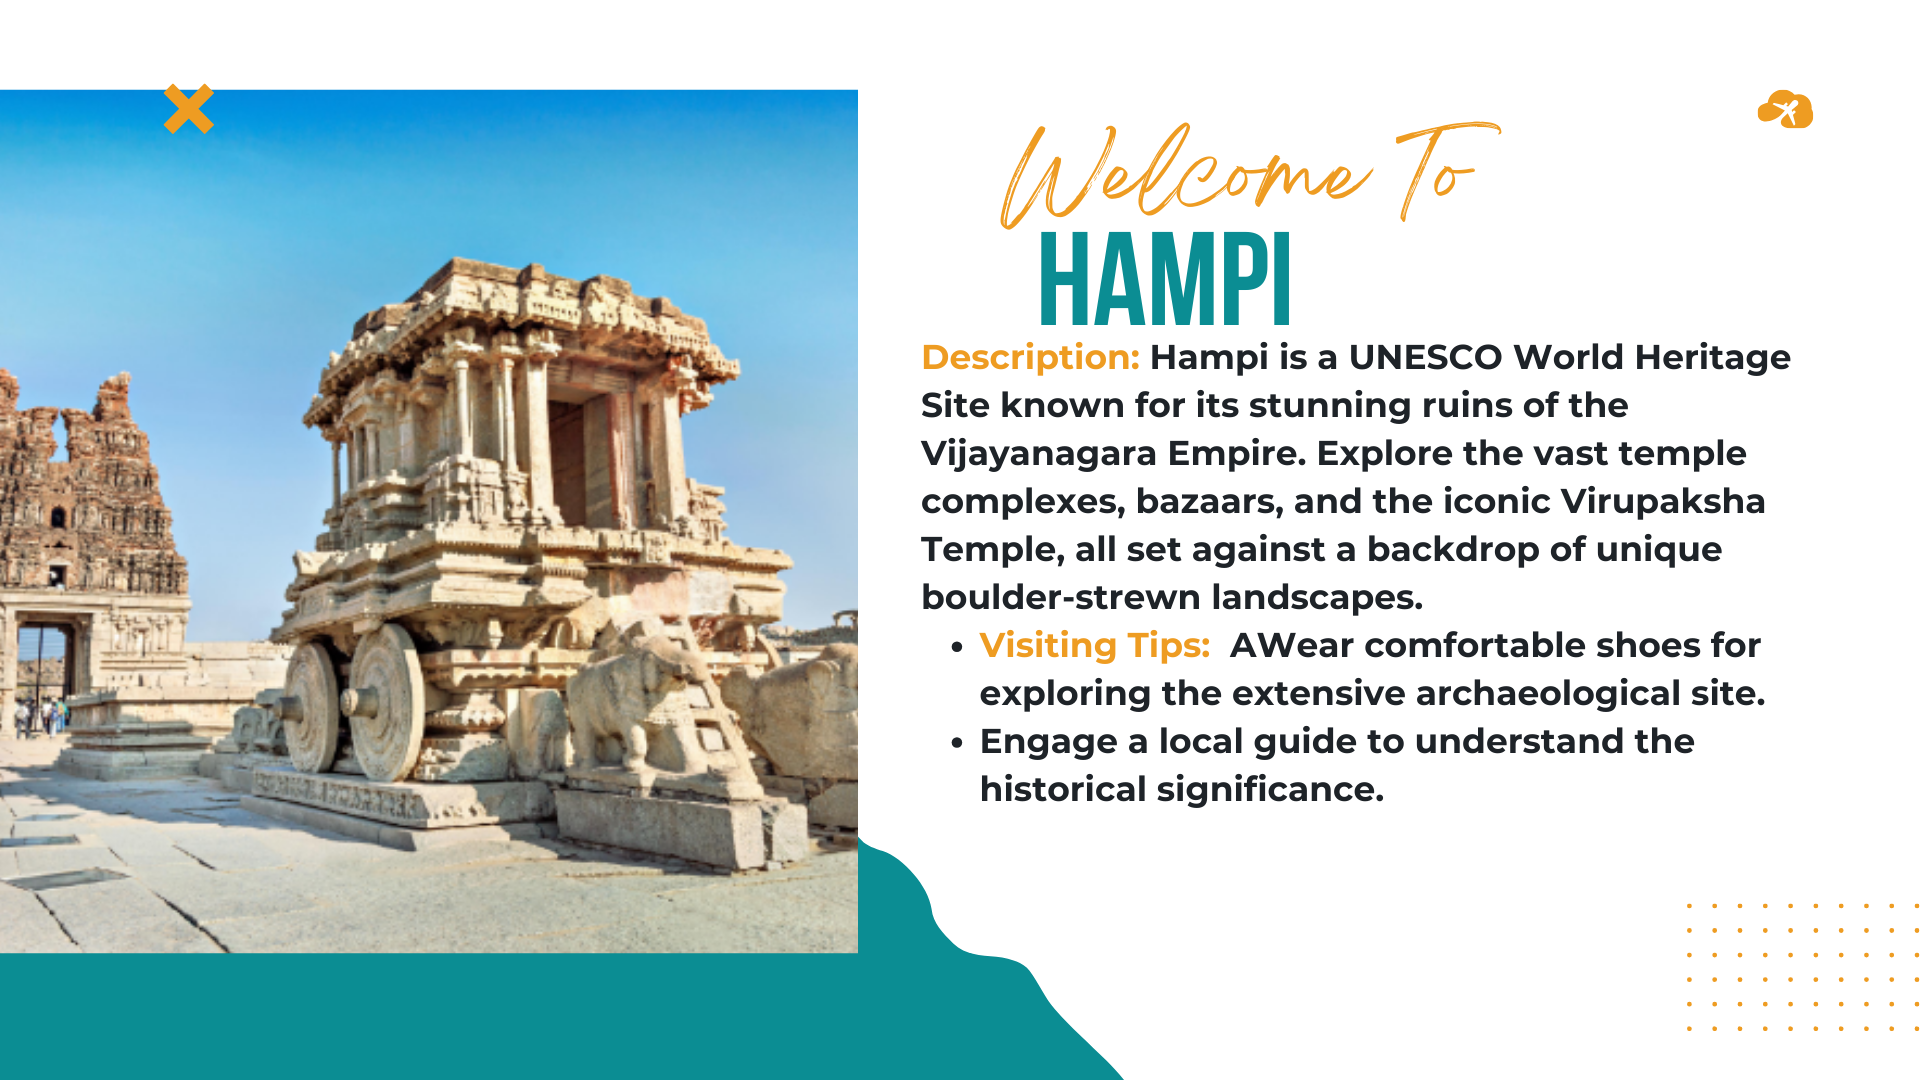 Welcome To
HAMPI
Description: Hampi is a UNESCO World Heritage
Site known for its stunning ruins of the
Vijayanagara Empire. Explore the vast temple
complexes, bazaars, and the iconic Virupaksha
Temple, all set against a backdrop of unique
boulder-strewn landscapes.
• Visiting Tips:  AWear comfortable shoes for
exploring the extensive archaeological site.
• Engage a local guide to understand the
historical significance.